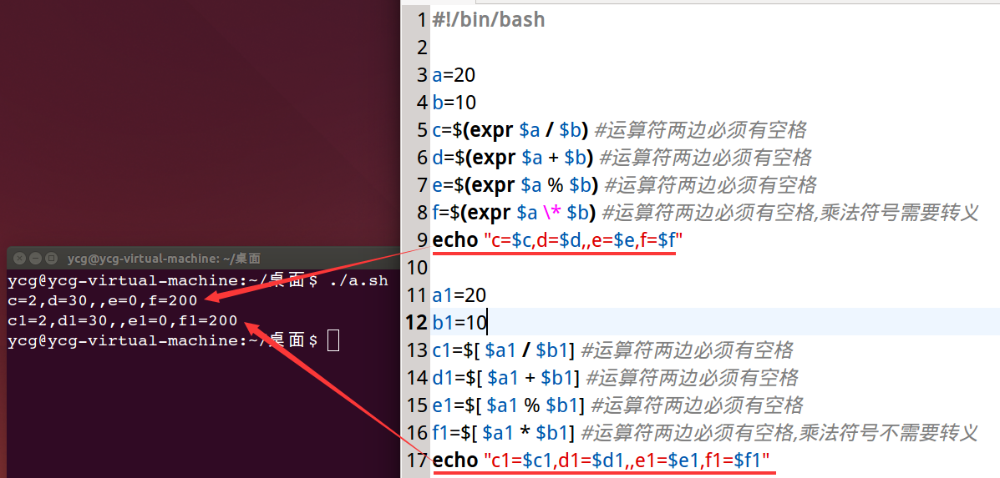 ycg@ycg-virtual-machine: ~/桌面
ycg@ycg-virtual-machine:~/桌面$ ./a.sh
c=2,d=30,,e=0,f=200
c1=2,d1=30,,e1=0,f1=200
ycg@ycg-virtual-machine:~/桌面$
1 #!/bin/bash
2
3 a=20
4 b=10
5 c=$(expr $a / $b) #运算符两边必须有空格
6 d=$(expr $a + $b) #运算符两边必须有空格
7 e=$(expr $a % $b) #运算符两边必须有空格
8 f=$(expr $a \* $b) #运算符两边必须有空格,乘法符号需要转义
9 echo "c=$c,d=$d,,e=$e,f=$f"
10
11 a1=20
12 b1=10
13 c1=$[ $a1 / $b1] #运算符两边必须有空格
14 d1=$[ $a1 + $b1] #运算符两边必须有空格
15 e1=$[ $a1 % $b1] #运算符两边必须有空格
16 f1=$[ $a1 * $b1] #运算符两边必须有空格,乘法符号不需要转义
17 echo "c1=$c1,d1=$d1,,e1=$e1,f1=$f1"